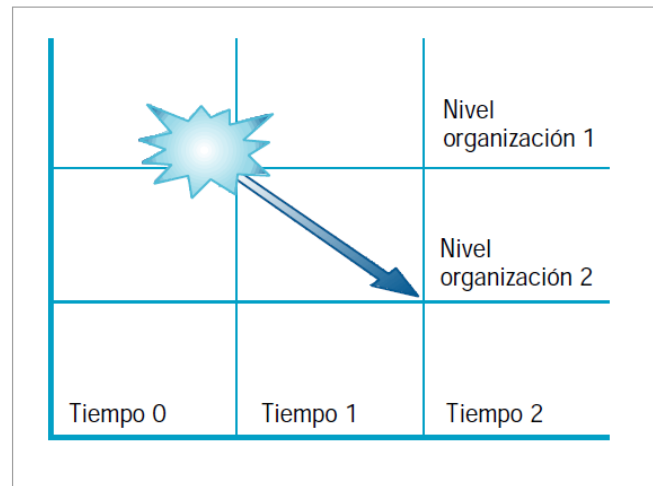 Nivel
organización 1
Nivel
organización 2
Tiempo 0
Tiempo 1
Tiempo 2